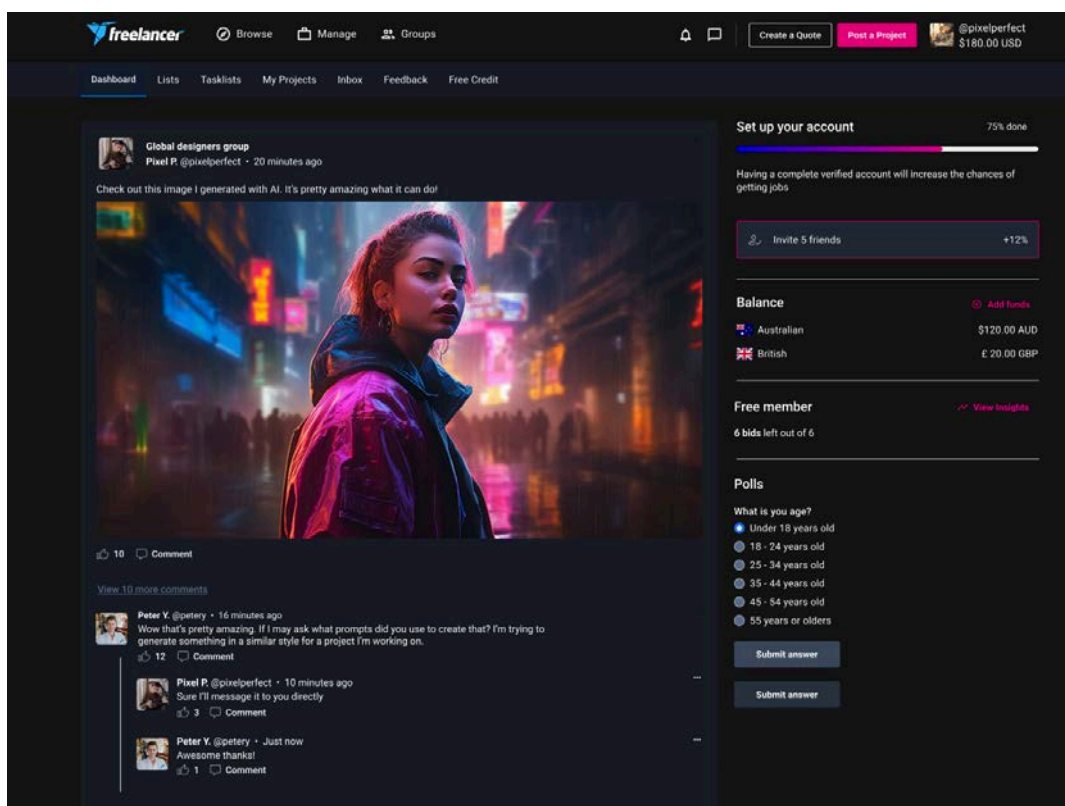 freelancer
Browse
Manage
Groups
Create a Quote
Post a Project
@pixelperfect
$180.00 USD
Dashboard
Lists
Tasklists
My Projects
Inbox
Feedback
Free Credit
Global designers group
Pixel P. @pixelperfect • 20 minutes ago
Check out this image I generated with AI. It's pretty amazing what it can do!
10
Comment
View 10 more comments
Peter Y. @petery • 16 minutes ago
Wow that's pretty amazing. If I may ask what prompts did you use to create that? I'm trying to
generate something in a similar style for a project I'm working on.
12
Comment
Pixel P. @pixelperfect • 10 minutes ago
Sure I'll message it to you directly
3
Comment
Peter Y. @petery • Just now
Awesome thanks!
1
Comment
Set up your account
75% done
Having a complete verified account will increase the chances of
getting jobs
Invite 5 friends
+12%
Balance
Add funds
Australian
$120.00 AUD
British
£ 20.00 GBP
Free member
View Insights
6 bids left out of 6
Polls
What is you age?
Under 18 years old
18 - 24 years old
25 - 34 years old
35 - 44 years old
45 - 54 years old
55 years or olders
Submit answer
Submit answer